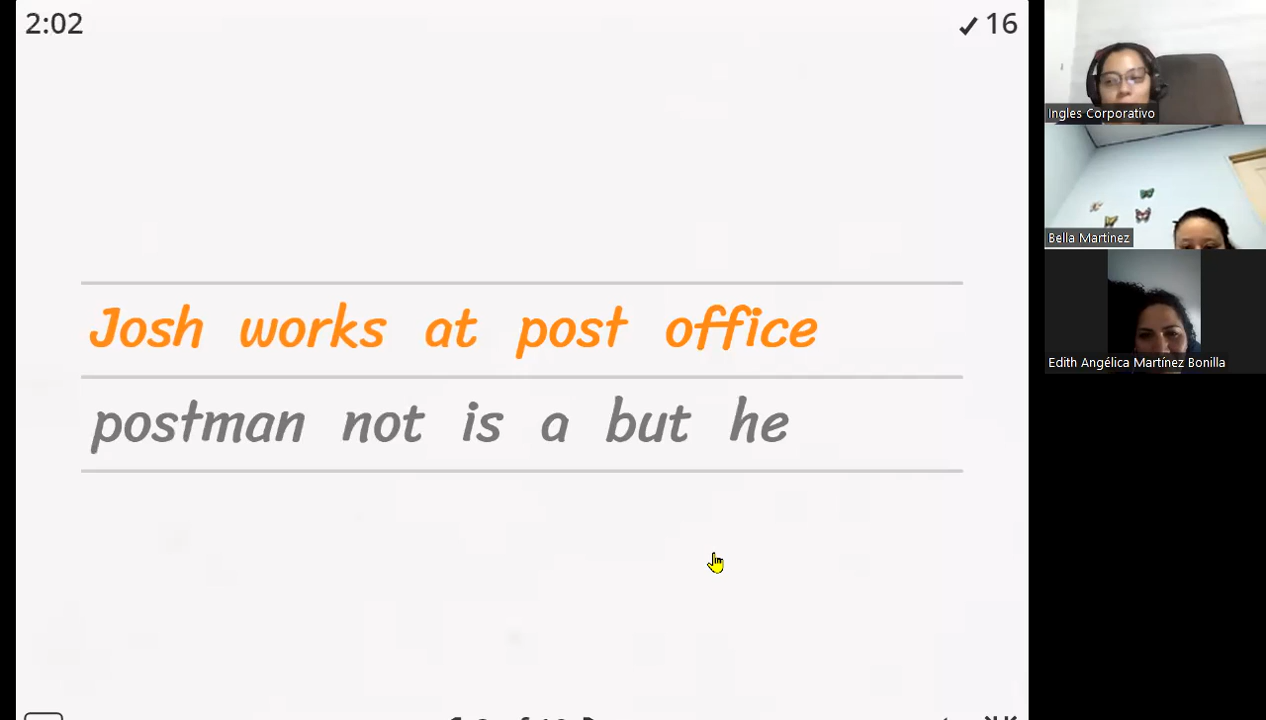 2:02
✓ 16
Ingles Corporativo
Bella Martinez
Edith Angélica Martínez Bonilla
Josh works at post office
postman not is a but he